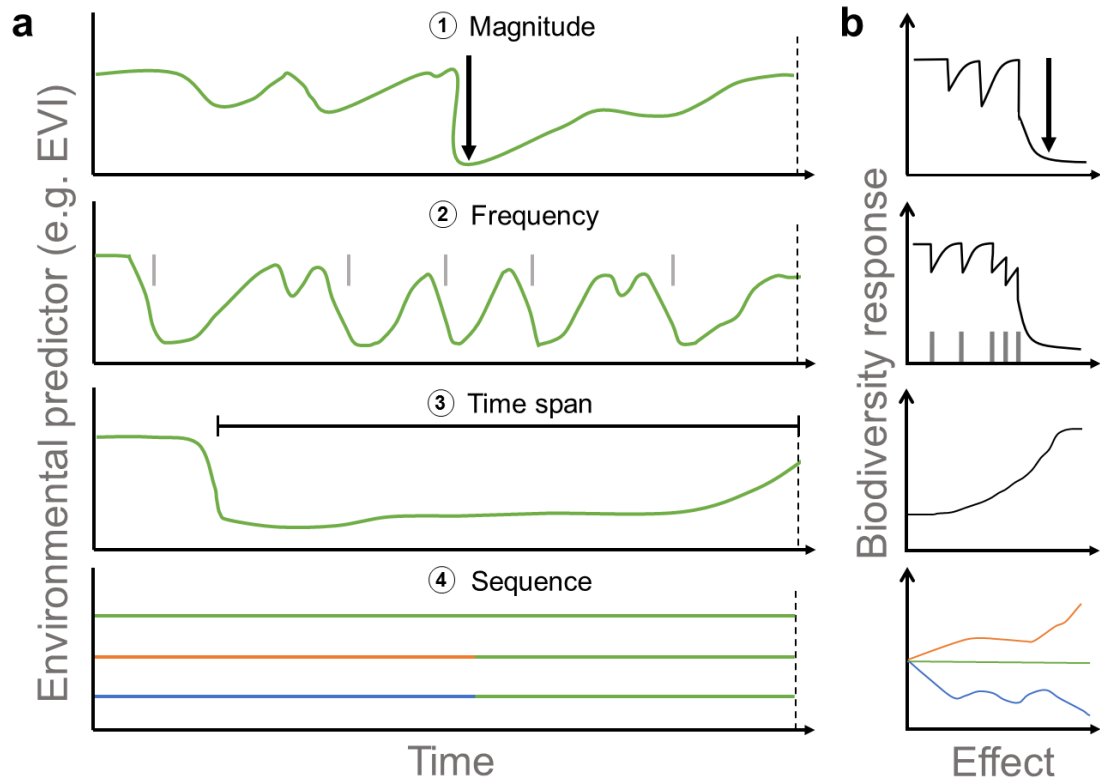 a
① Magnitude
② Frequency
③ Time span
④ Sequence
Environmental predictor (e.g. EVI)
Time
b
Biodiversity response
Effect